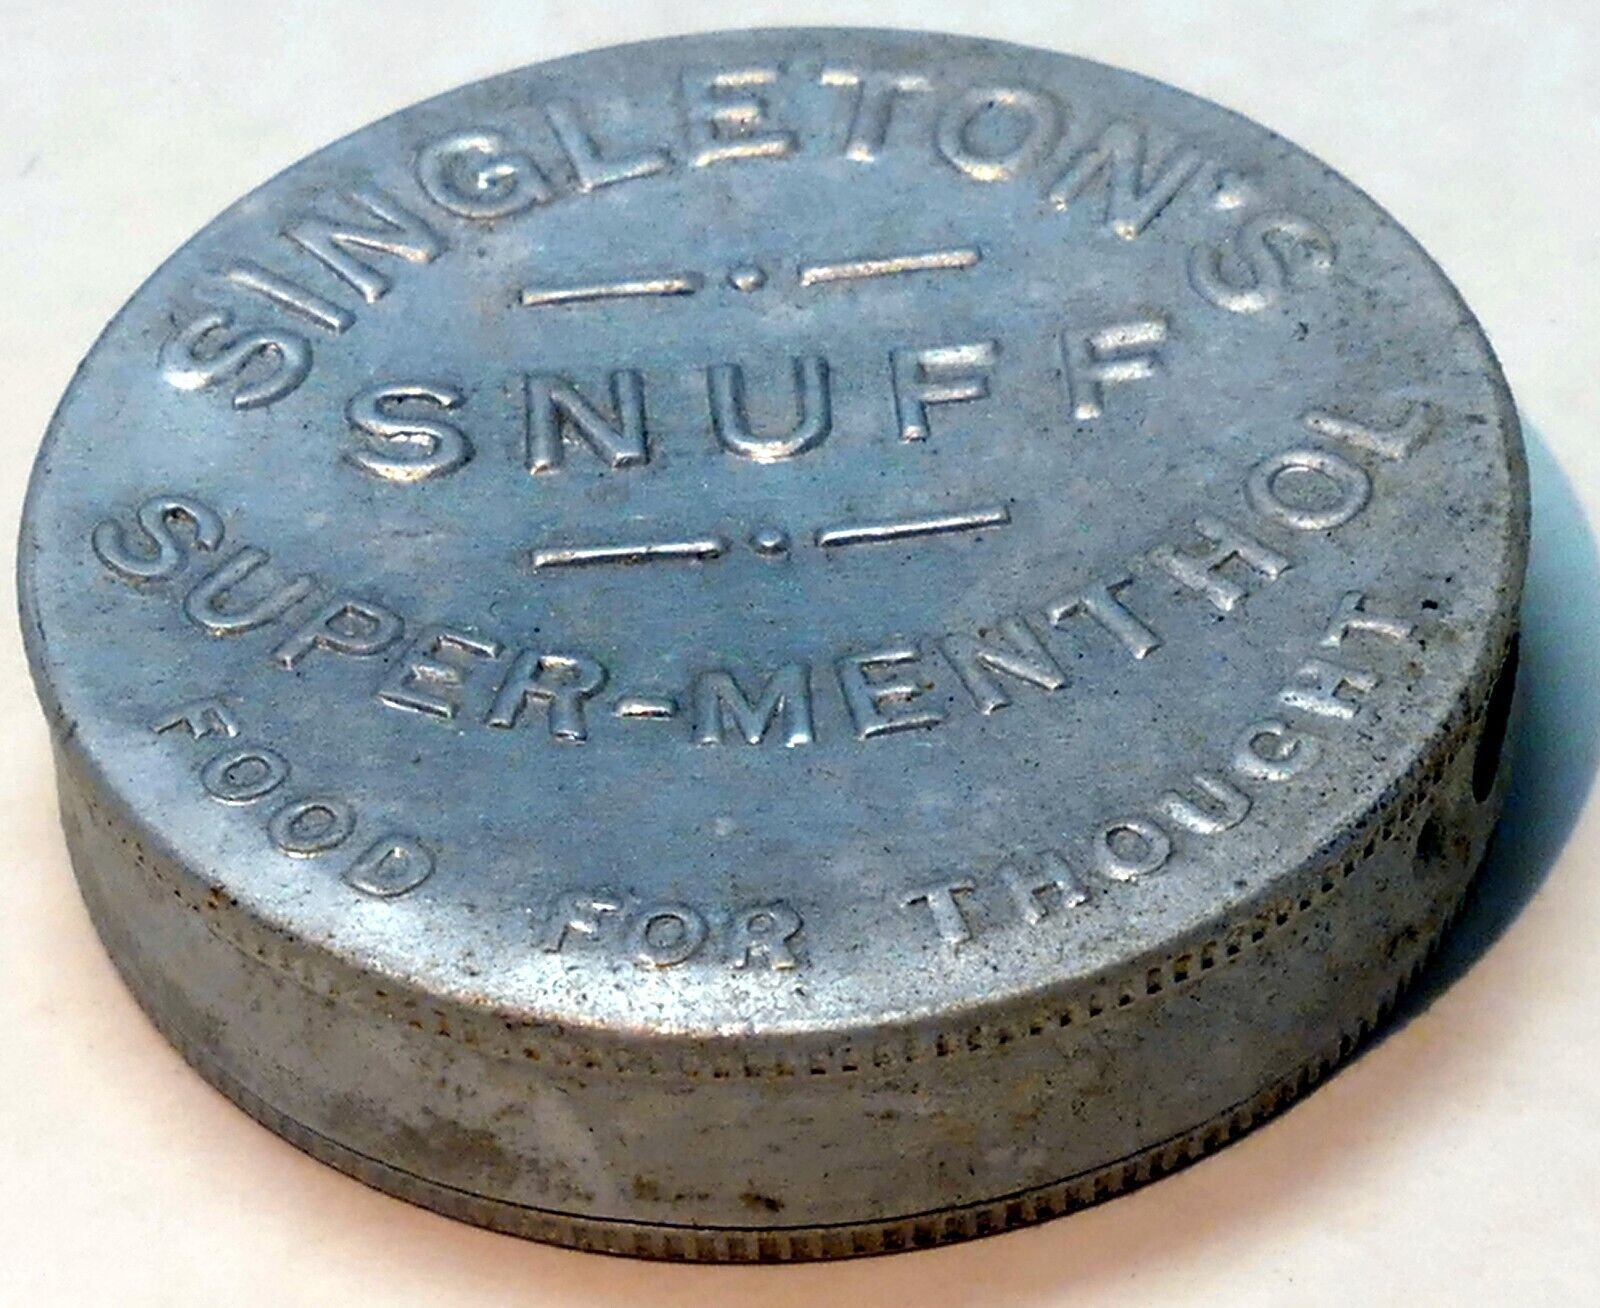 SINGLETON'S
SNUFF
SUPER-MENTHOL
FOOD FOR THOUGHT